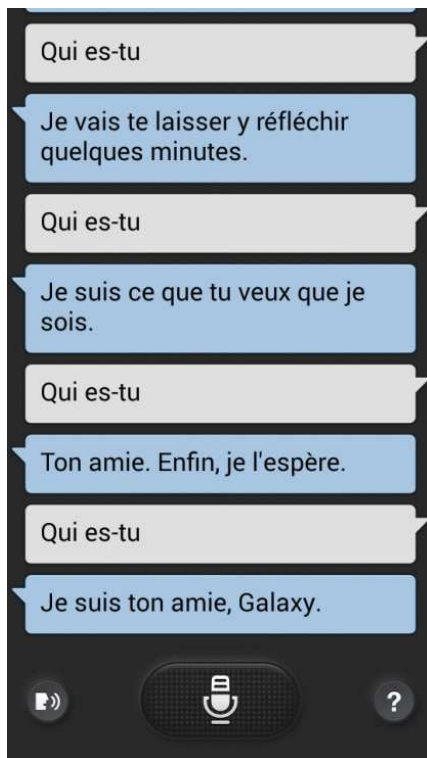 Qui es-tu
Je vais te laisser y réfléchir
quelques minutes.
Qui es-tu
Je suis ce que tu veux que je
sois.
Qui es-tu
Ton amie. Enfin, je l'espère.
Qui es-tu
Je suis ton amie, Galaxy.
?